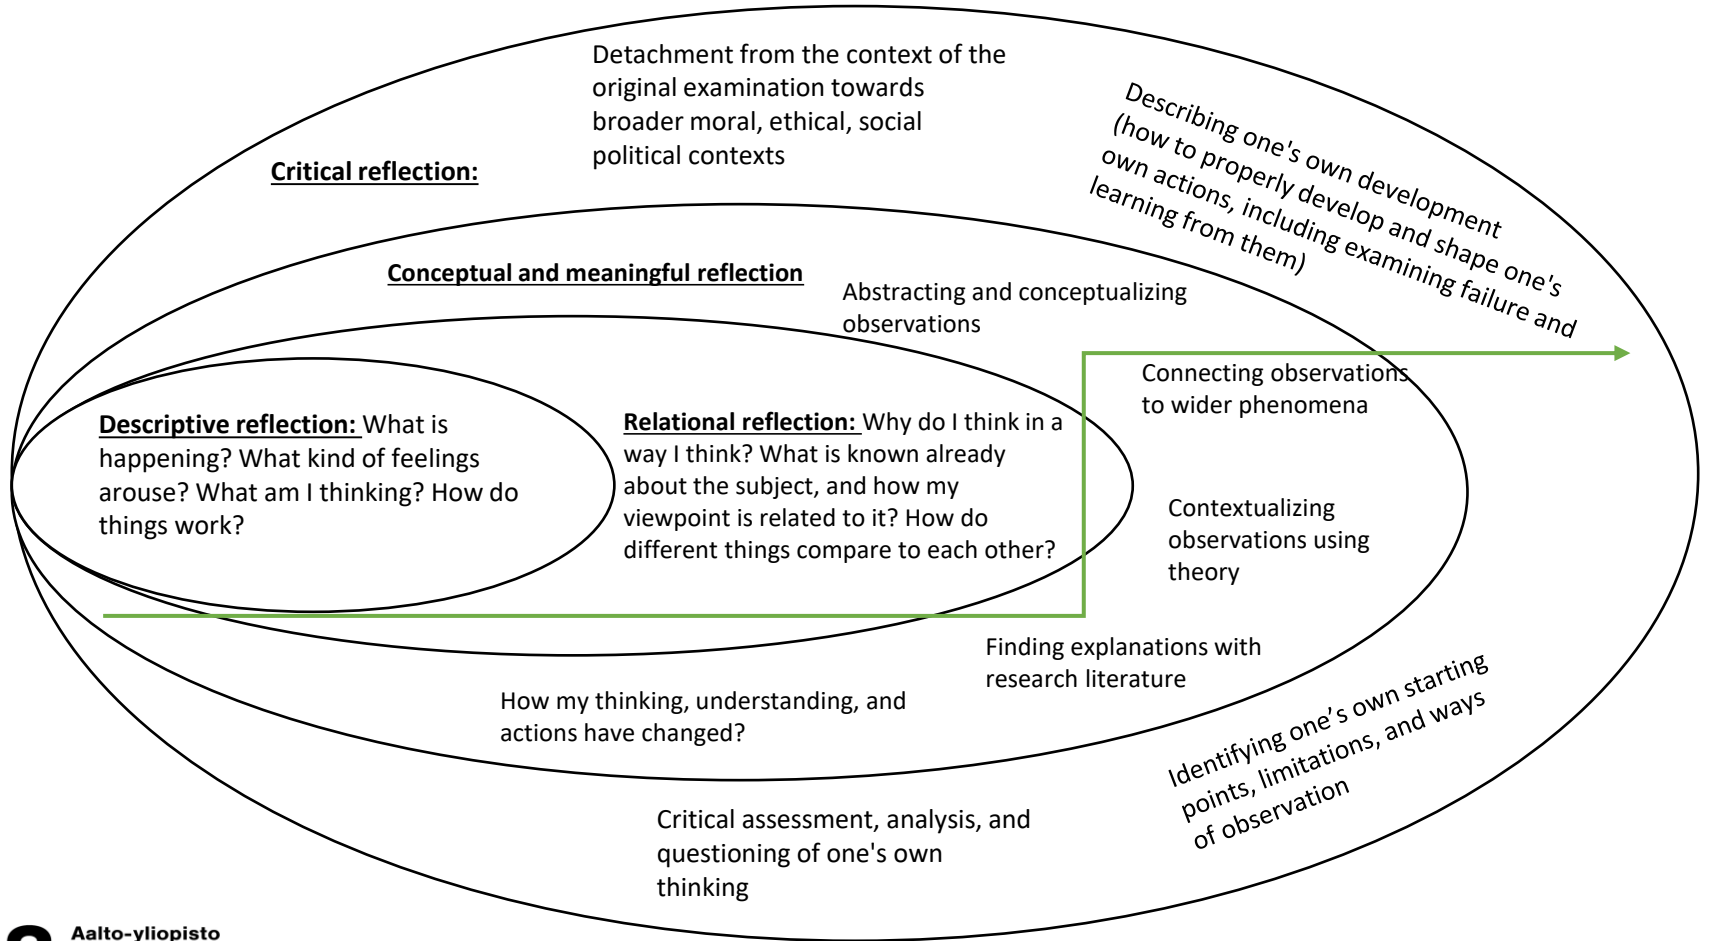 Detachment from the context of the
original examination towards
broader moral, ethical, social
political contexts
Critical reflection:
Describing one's own development
(how to properly develop and shape one's
own actions, including examining failure and
learning from them)
Conceptual and meaningful reflection
Abstracting and conceptualizing
observations
Connecting observations
to wider phenomena
Descriptive reflection: What is
happening? What kind of feelings
arouse? What am I thinking? How do
things work?
Relational reflection: Why do I think in a
way I think? What is known already
about the subject, and how my
viewpoint is related to it? How do
different things compare to each other?
Contextualizing
observations using
theory
Finding explanations with
research literature
How my thinking, understanding, and
actions have changed?
Identifying one’s own starting
points, limitations, and ways
of observation
Critical assessment, analysis, and
questioning of one's own
thinking
Aalto-yliopisto